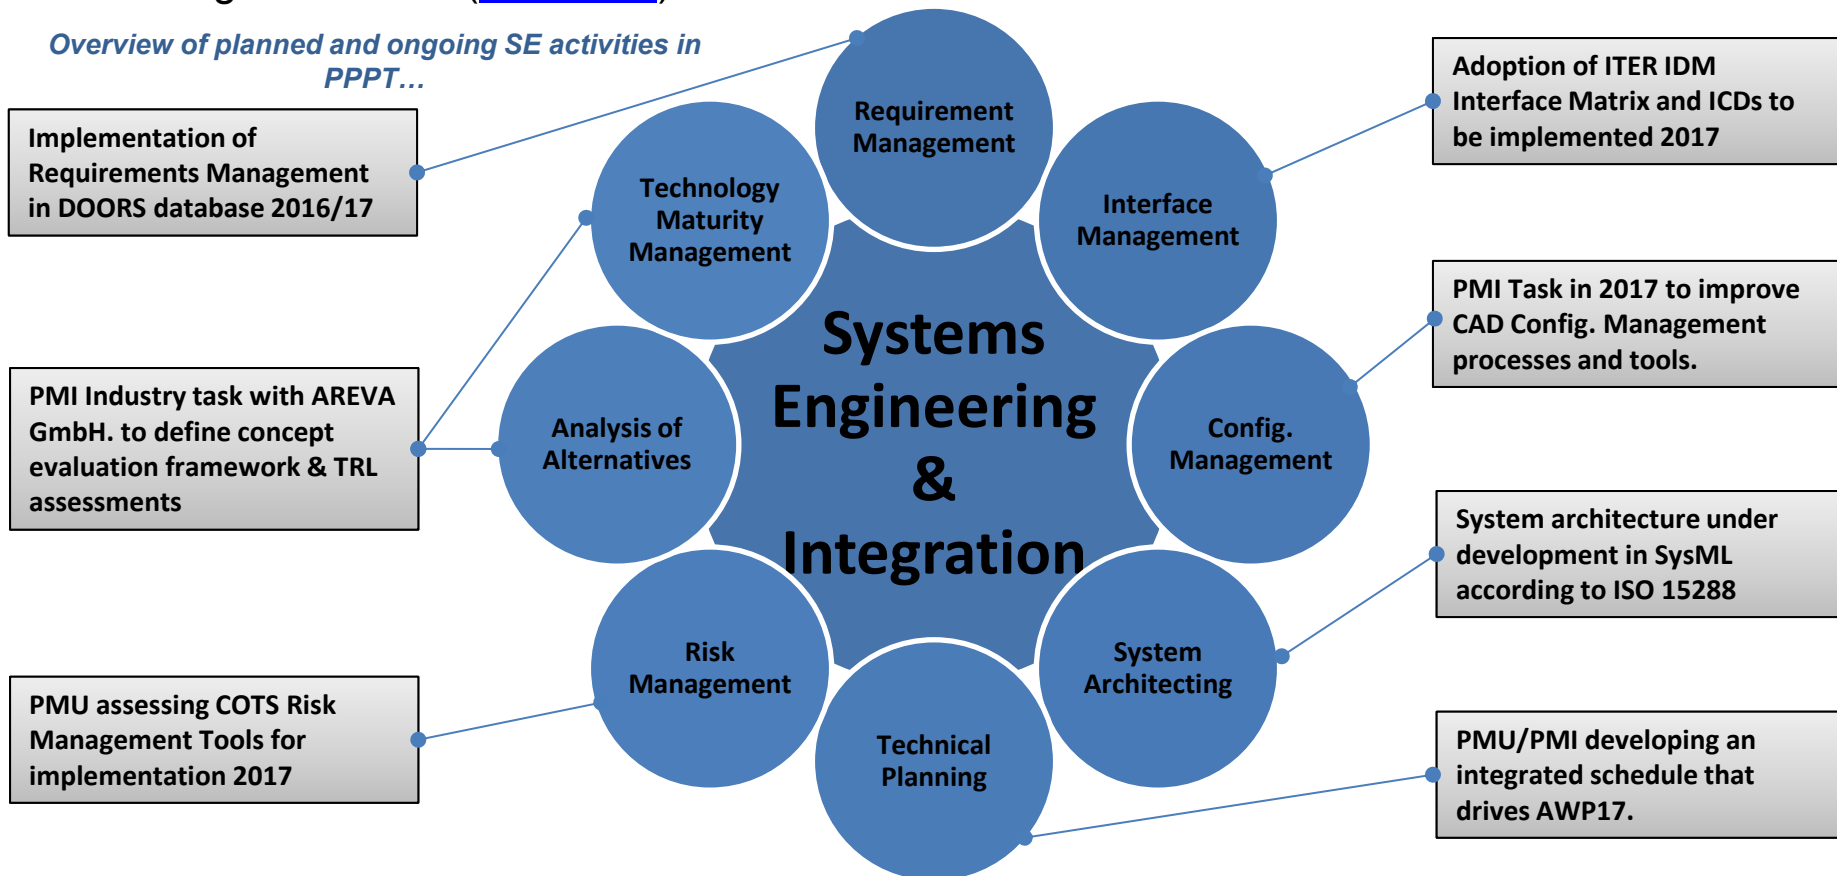 Overview of planned and ongoing SE activities in
PPPT…
Implementation of
Requirements Management
in DOORS database 2016/17
PMI Industry task with AREVA
GmbH. to define concept
evaluation framework & TRL
assessments
PMU assessing COTS Risk
Management Tools for
implementation 2017
Requirement
Management
Technology
Maturity
Management
Interface
Management
Analysis of
Alternatives
Systems
Engineering
&
Integration
Config.
Management
Risk
Management
System
Architecting
Technical
Planning
Adoption of ITER IDM
Interface Matrix and ICDs to
be implemented 2017
PMI Task in 2017 to improve
CAD Config. Management
processes and tools.
System architecture under
development in SysML
according to ISO 15288
PMU/PMI developing an
integrated schedule that
drives AWP17.